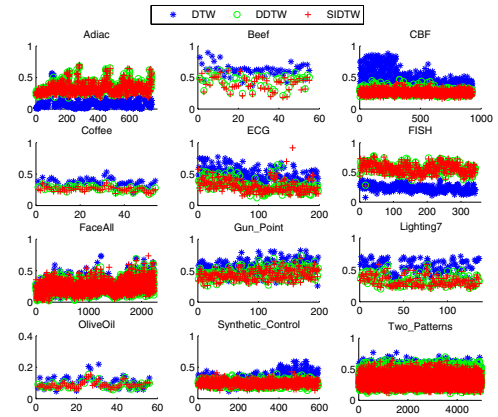 DTW DDTW SIDTW
Adiac Beef CBF
1 1 1
0.5 0.5 0.5
0 0 0
0 200 400 600 0 20 40 60 0 500 1000
Coffee ECG FISH
1 1 1
0.5 0.5 0.5
0 0 0
0 20 40 0 100 200 0 100 200 300
FaceAll Gun_Point Lighting7
1 1 1
0.5 0.5 0.5
0 0 0
0 1000 2000 0 100 200 0 50 100
OliveOil Synthetic_Control Two_Patterns
0.4 1 1
0.2 0.5 0.5
0 0 0
0 20 40 60 0 200 400 600 0 2000 4000